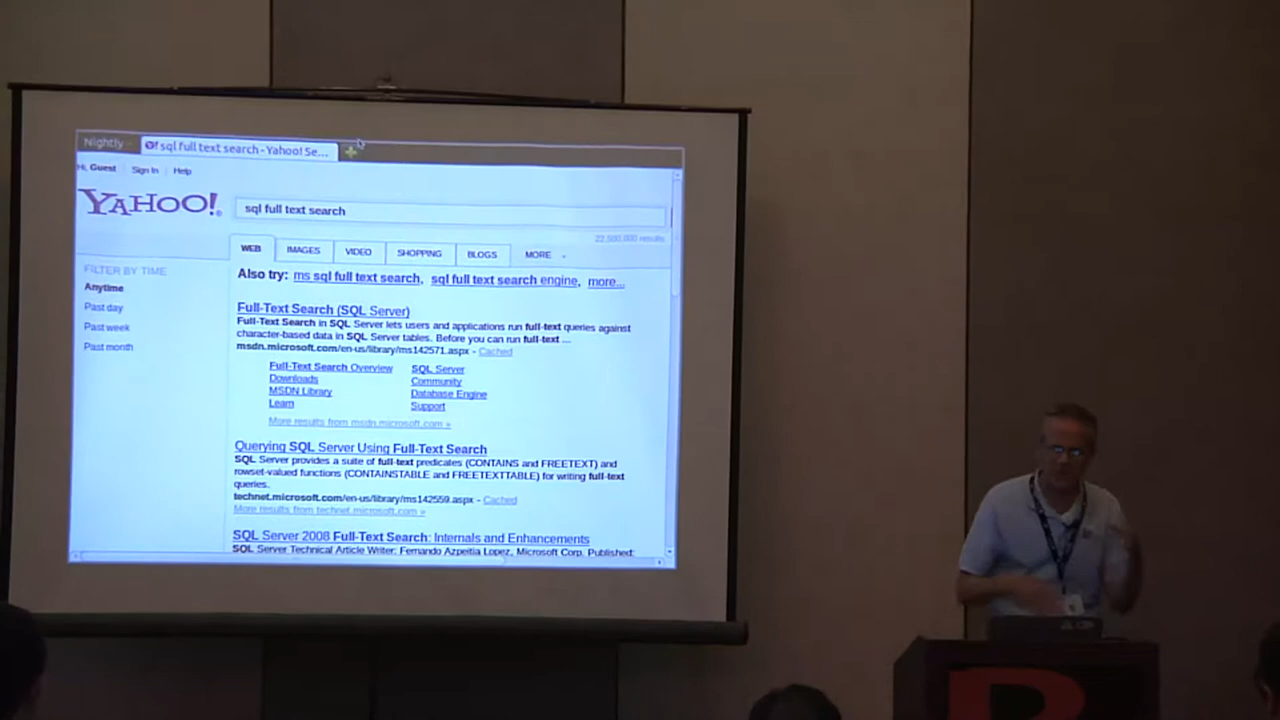 Nightly
Y! sql full text search - Yahoo! Se...
Hi, Guest Sign In Help
YAHOO!
sql full text search
22,500,000 results
WEB IMAGES VIDEO SHOPPING BLOGS MORE
FILTER BY TIME
Anytime
Past day
Past week
Past month
Also try: ms sql full text search, sql full text search engine, more...
Full-Text Search (SQL Server)
Full-Text Search in SQL Server lets users and applications run full-text queries against
character-based data in SQL Server tables. Before you can run full-text ...
msdn.microsoft.com/en-us/library/ms142571.aspx - Cached
Full-Text Search Overview
Downloads
MSDN Library
Learn
SQL Server
Community
Database Engine
Support
More results from msdn.microsoft.com »
Querying SQL Server Using Full-Text Search
SQL Server provides a suite of full-text predicates (CONTAINS and FREETEXT) and
rowset-valued functions (CONTAINSTABLE and FREETEXTTABLE) for writing full-text
queries.
technet.microsoft.com/en-us/library/ms142559.aspx - Cached
More results from technet.microsoft.com »
SQL Server 2008 Full-Text Search: Internals and Enhancements
SQL Server Technical Article Writer: Fernando Azpeitia Lopez, Microsoft Corp. Published: